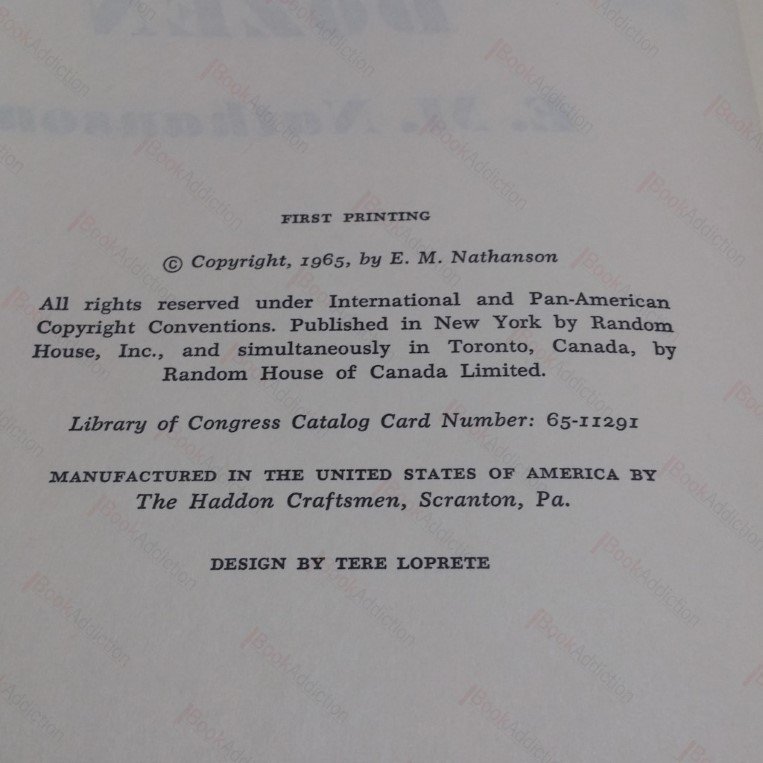 DOZEN
E. M. Nathanson
FIRST PRINTING
© Copyright, 1965, by E. M. Nathanson
All rights reserved under International and Pan-American
Copyright Conventions. Published in New York by Random
House, Inc., and simultaneously in Toronto, Canada, by
Random House of Canada Limited.
Library of Congress Catalog Card Number: 65-11291
MANUFACTURED IN THE UNITED STATES OF AMERICA BY
The Haddon Craftsmen, Scranton, Pa.
DESIGN BY TERE LOPRETE
BookAddiction